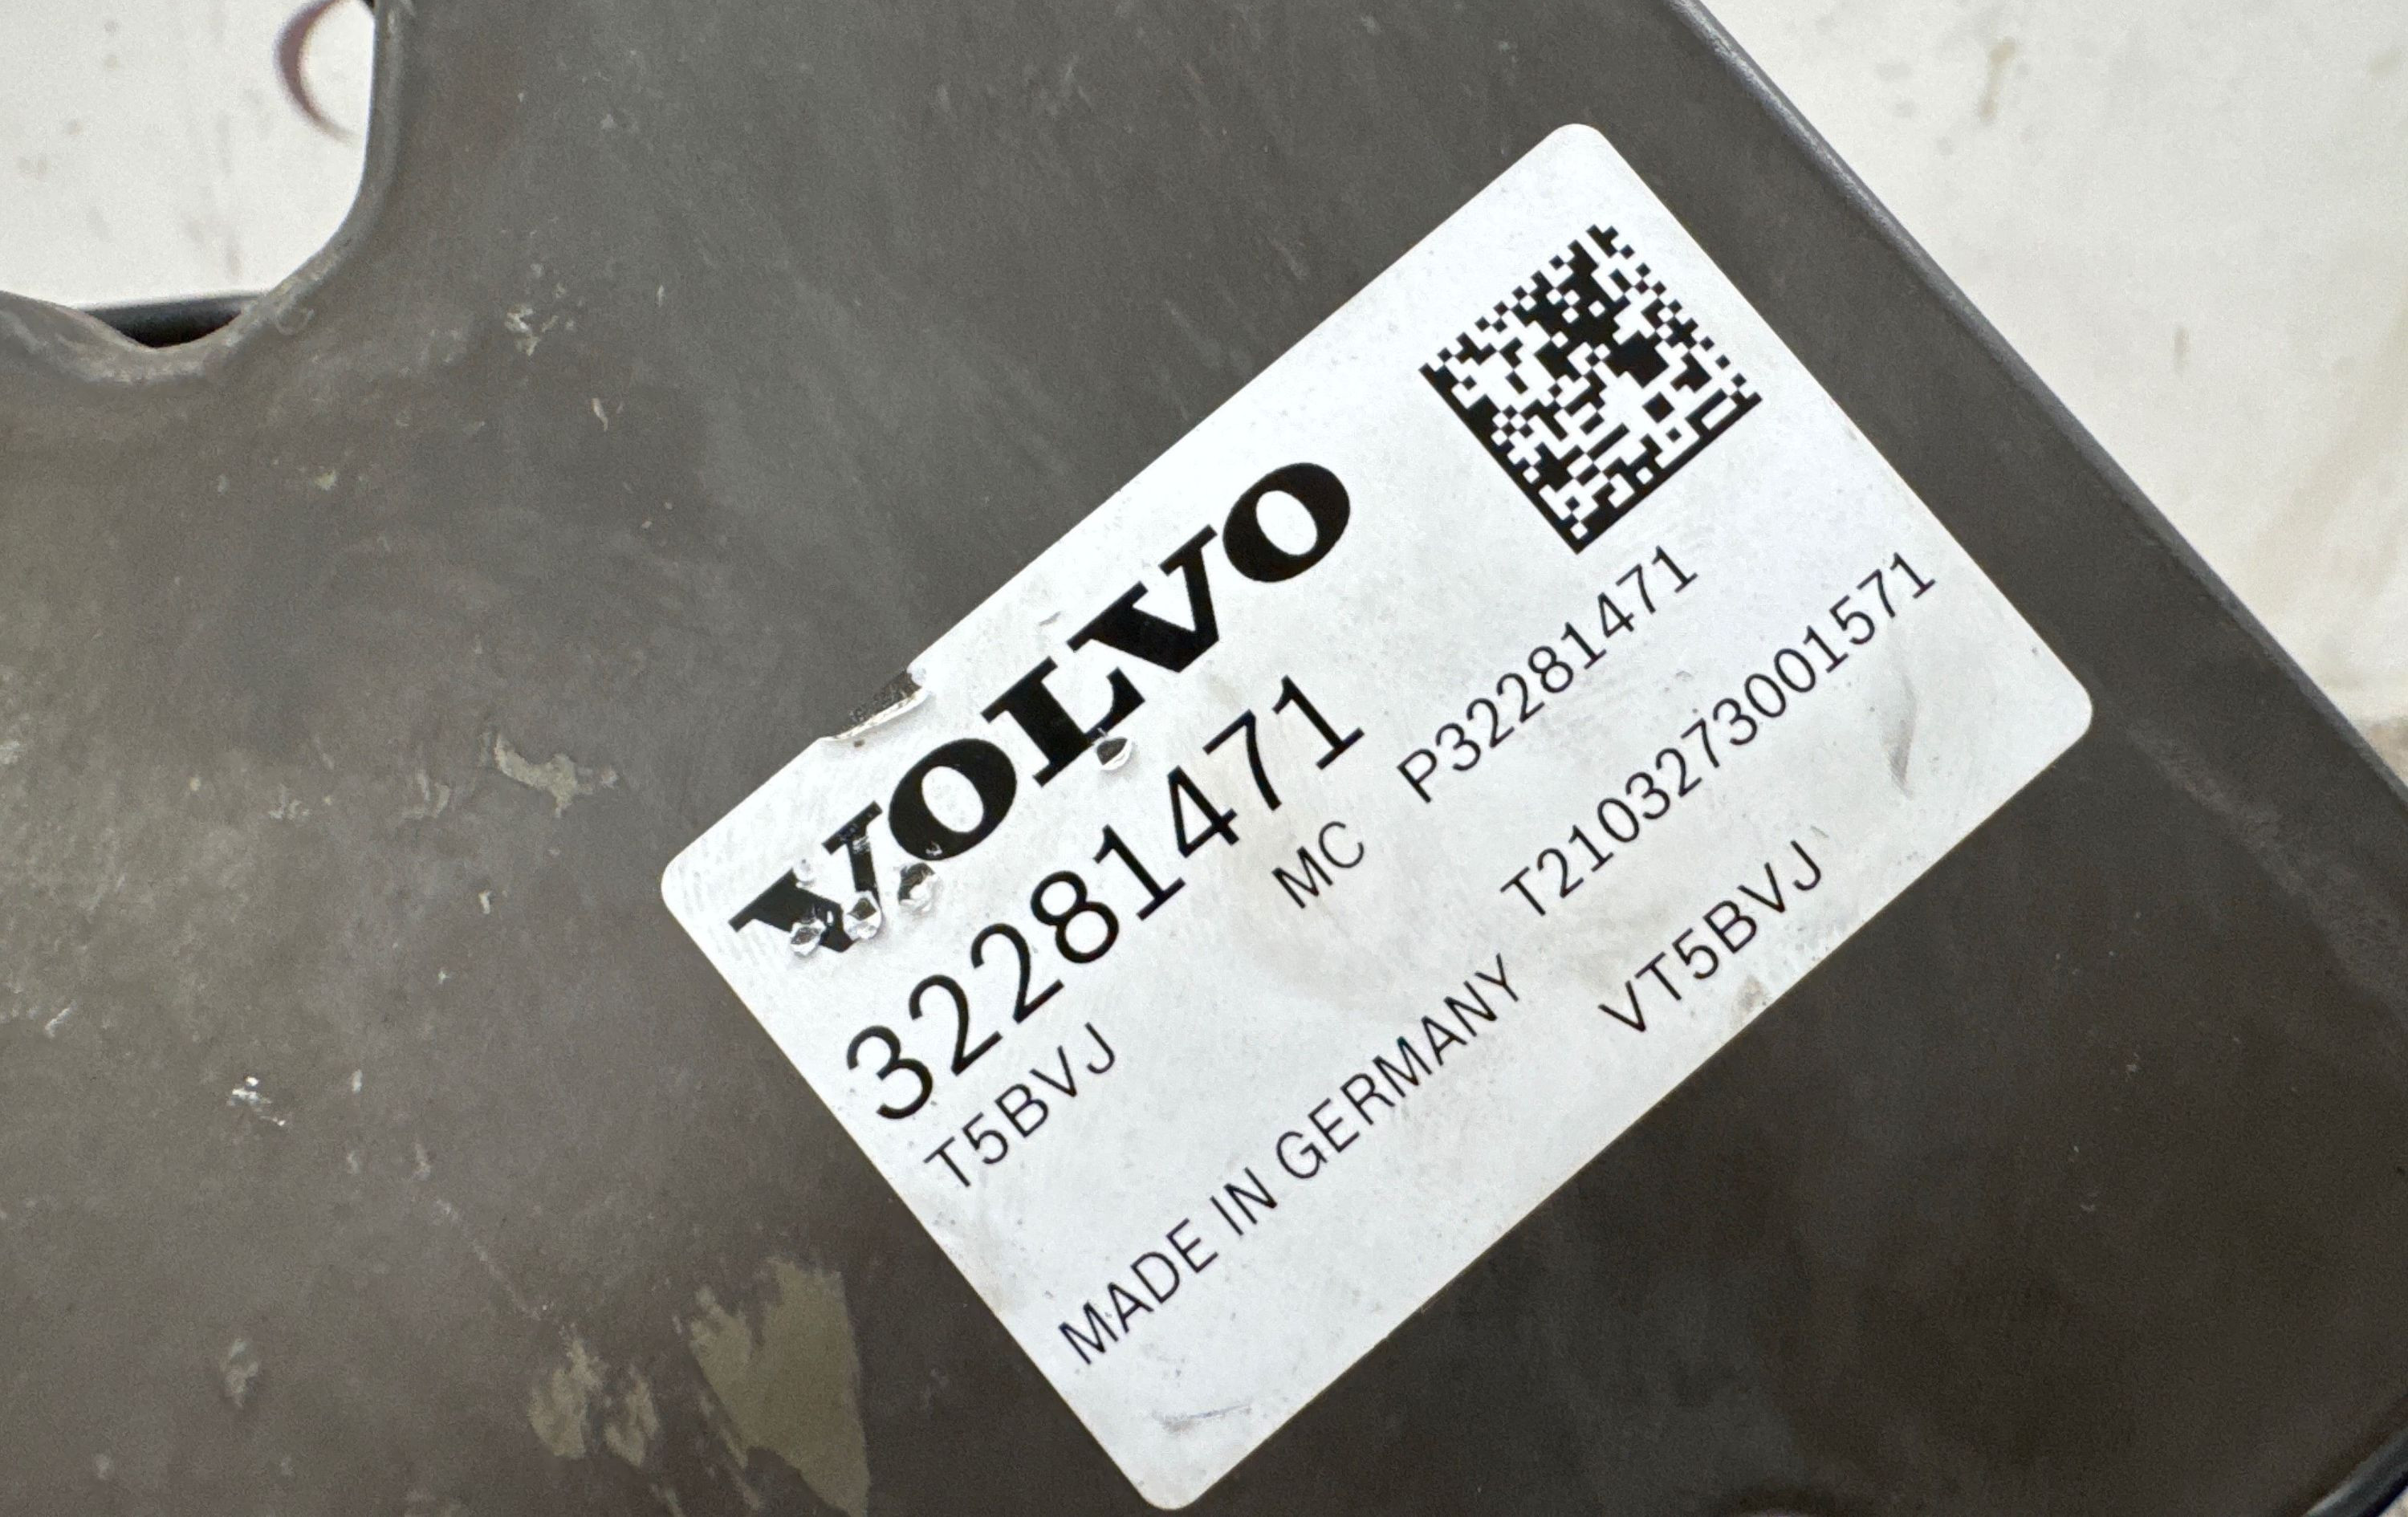 VOLVO
32281471
T5BVJ MC P32281471
T2103273001571
MADE IN GERMANY VT5BVJ